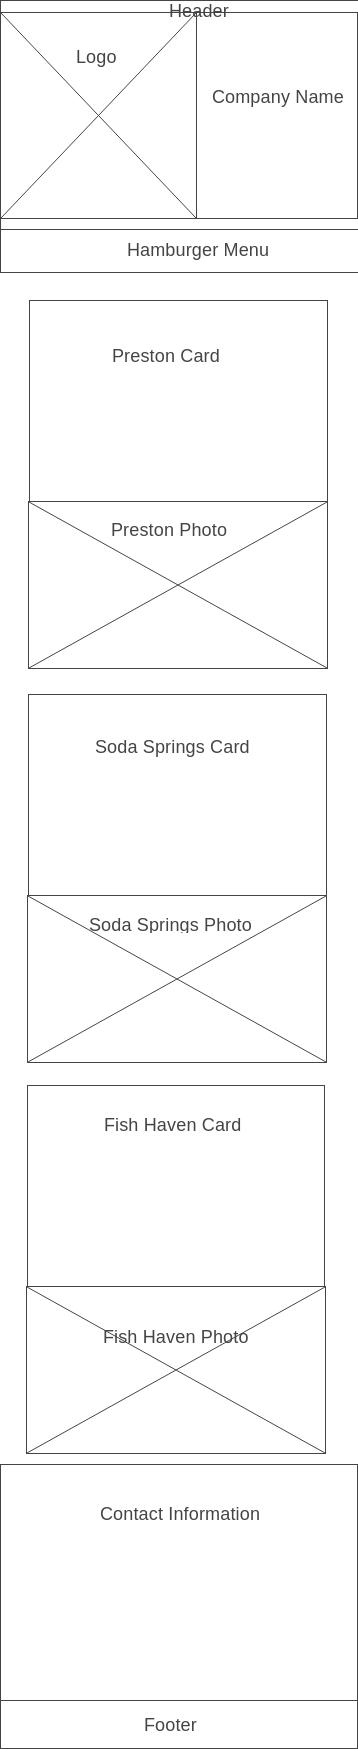 Header
Logo
Company Name
Hamburger Menu
Preston Card
Preston Photo
Soda Springs Card
Soda Springs Photo
Fish Haven Card
Fish Haven Photo
Contact Information
Footer